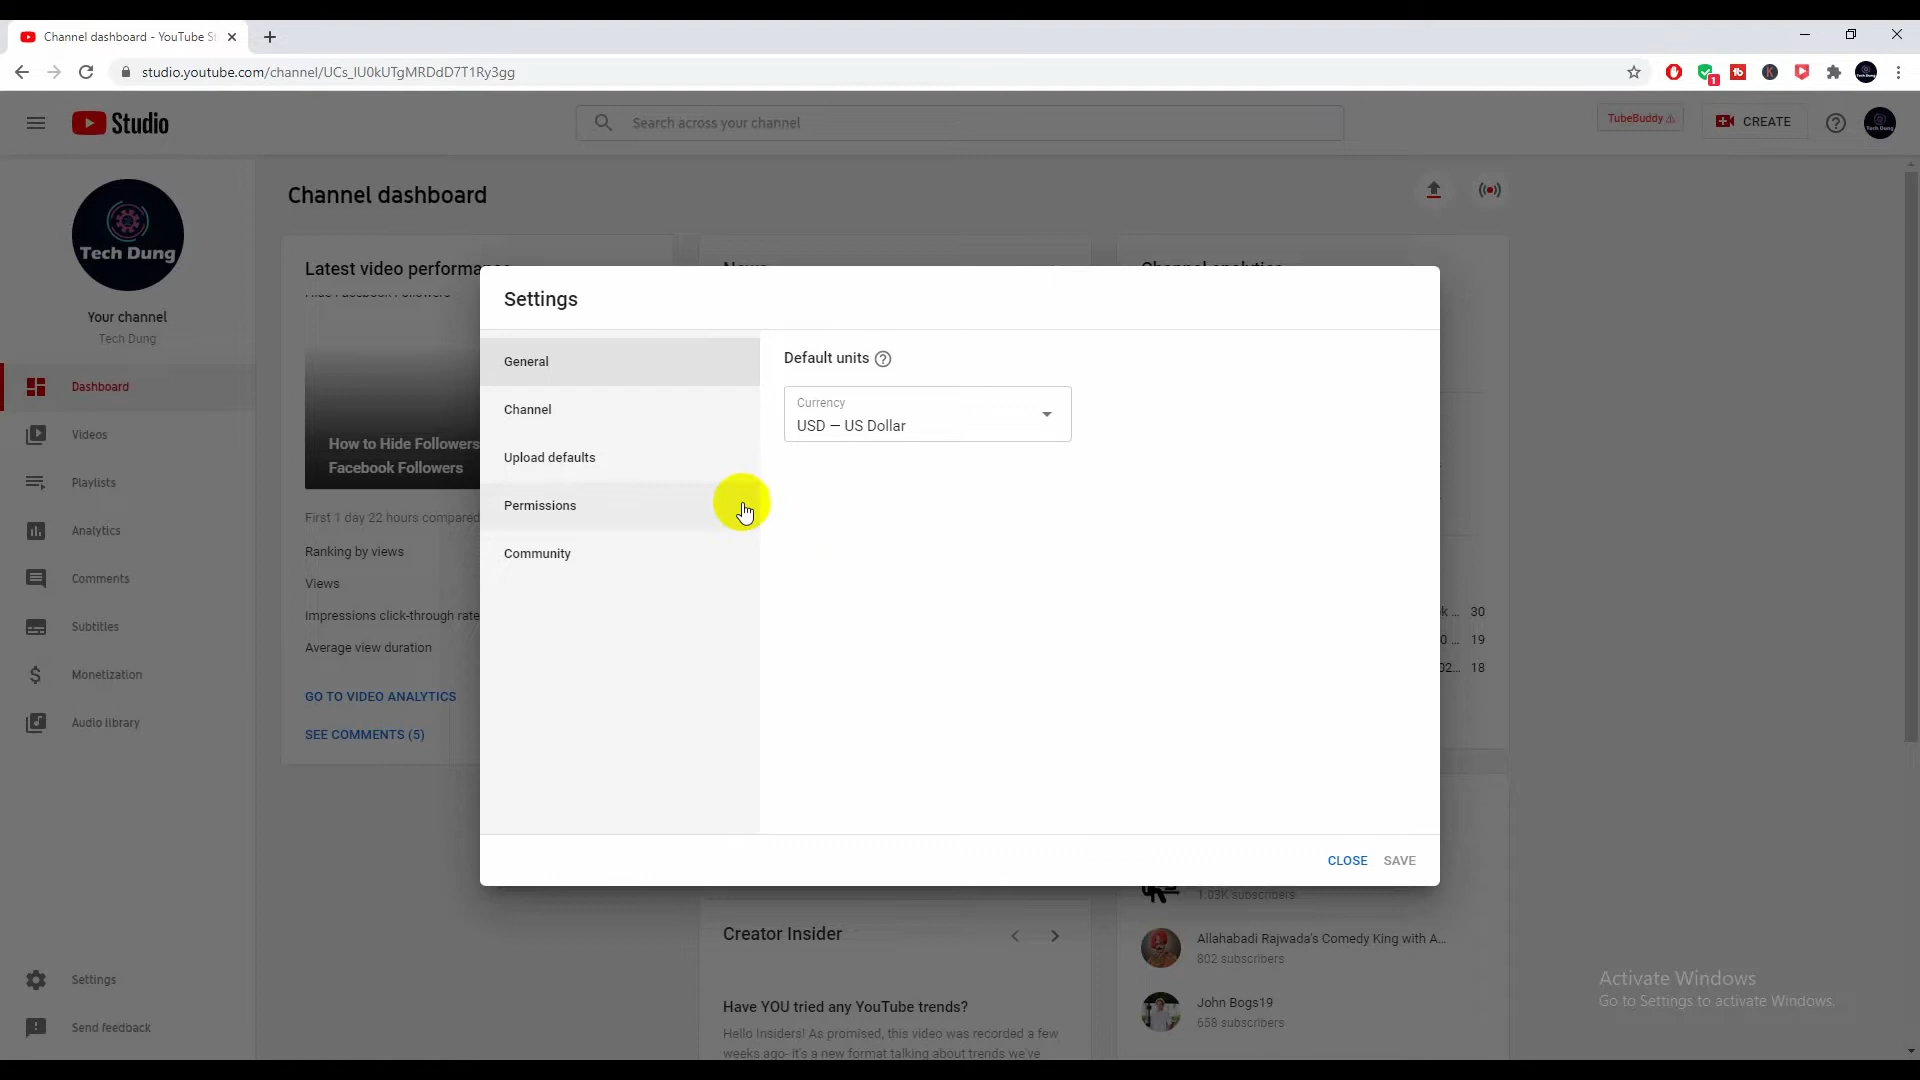 Channel dashboard - YouTube St
studio.youtube.com/channel/UCs_IU0kUTgMRDdD7T1Ry3gg
1
Studio
Search across your channel
TubeBuddy
CREATE
Tech Dung
Your channel
Tech Dung
Dashboard
Videos
Playlists
Analytics
Comments
Subtitles
Monetization
Audio library
Settings
Send feedback
Channel dashboard
Latest video performance
Hide Facebook Followers
How to Hide Followers
Facebook Followers
First 1 day 22 hours compared
Ranking by views
Views
Impressions click-through rate
Average view duration
GO TO VIDEO ANALYTICS
SEE COMMENTS (5)
News
Channel analytics
Settings
General
Channel
Upload defaults
Permissions
Community
Default units
Currency
USD — US Dollar
CLOSE SAVE
k ... 30
0 ... 19
02... 18
Creator Insider
Have YOU tried any YouTube trends?
Hello Insiders! As promised, this video was recorded a few
weeks ago- it's a new format talking about trends we've
1.03K subscribers
Allahabadi Rajwada's Comedy King with A...
802 subscribers
John Bogs19
658 subscribers
Activate Windows
Go to Settings to activate Windows.